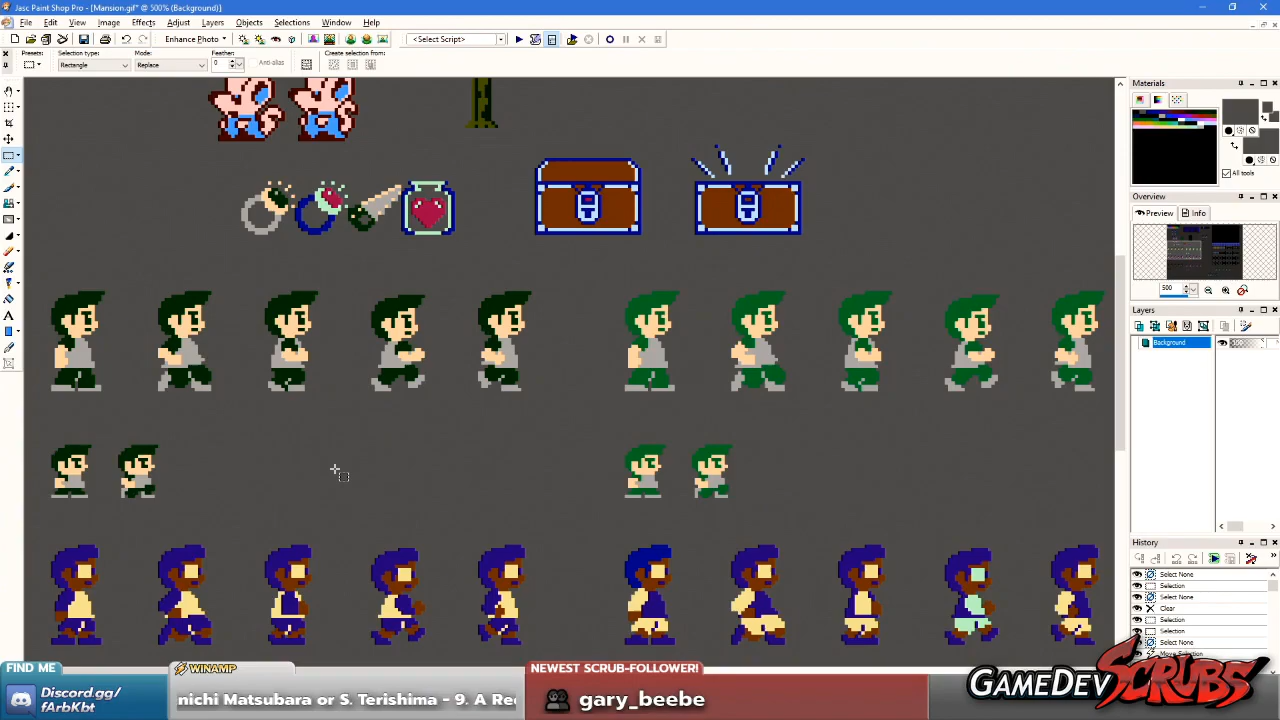 Jasc Paint Shop Pro - [Mansion.gif* @ 500% (Background)]
File Edit View Image Effects Adjust Layers Objects Selections Window Help
Enhance Photo <Select Script>
Presets: Selection type: Mode: Feather: Create selection from:
Rectangle Replace 0 Anti-alias
Materials
All tools
Overview
Preview Info
500
Layers
Background
History
Select None
Selection
Select None
Clear
Selection
Selection
Select None
Move Selection
FIND ME
Discord.gg/
fArbKbt
WINAMP
nichi Matsubara or S. Terishima - 9. A Rec
NEWEST SCRUB-FOLLOWER!
gary_beebe
GAMEDEV
SCRUBS